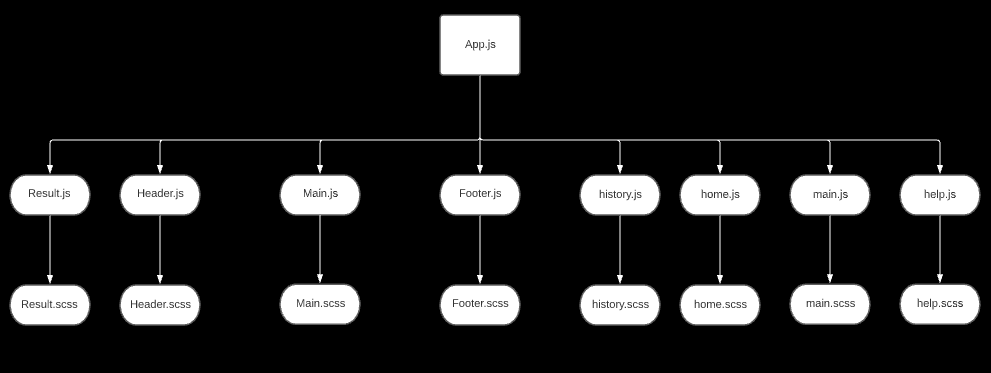 App.js
Result.js
Header.js
Main.js
Footer.js
history.js
home.js
main.js
help.js
Result.scss
Header.scss
Main.scss
Footer.scss
history.scss
home.scss
main.scss
help.scss